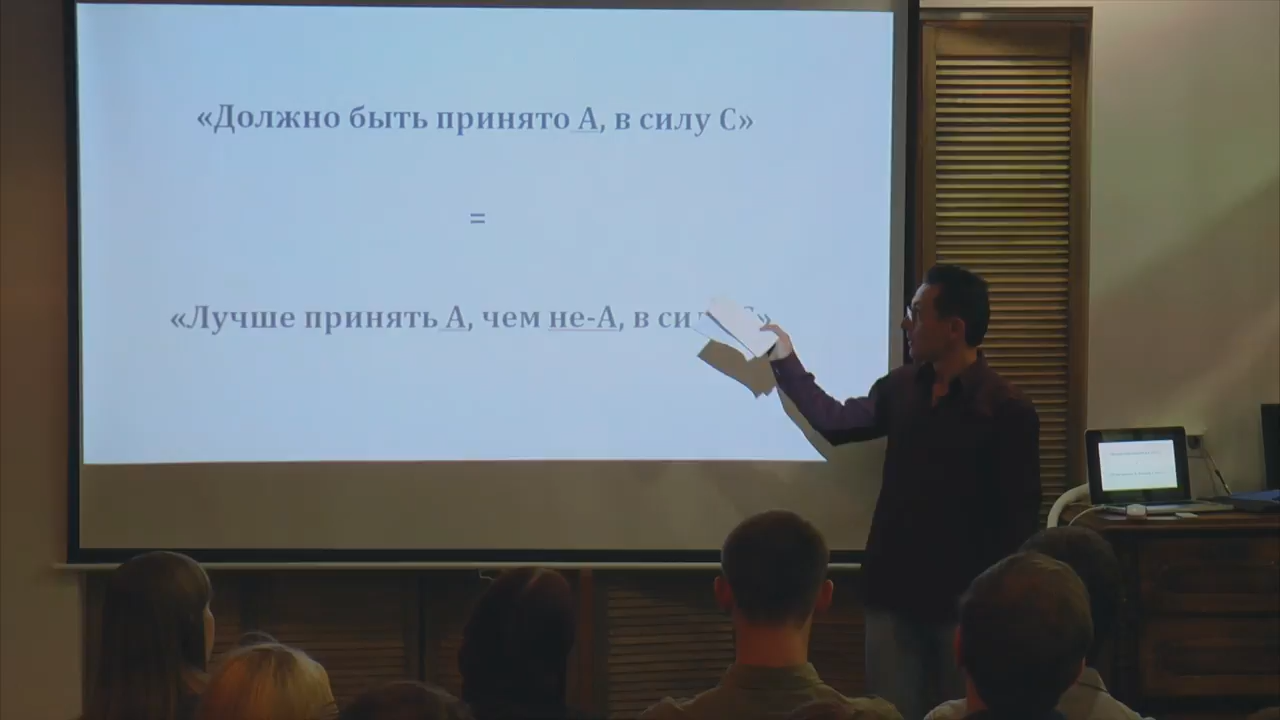 «Должно быть принято А, в силу С»
=
«Лучше принять А, чем не-А, в си